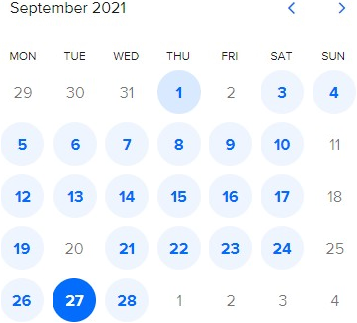 September 2021
MON TUE WED THU FRI SAT SUN
29 30 31 1 2 3 4
5 6 7 8 9 10 11
12 13 14 15 16 17 18
19 20 21 22 23 24 25
26 27 28 1 2 3 4